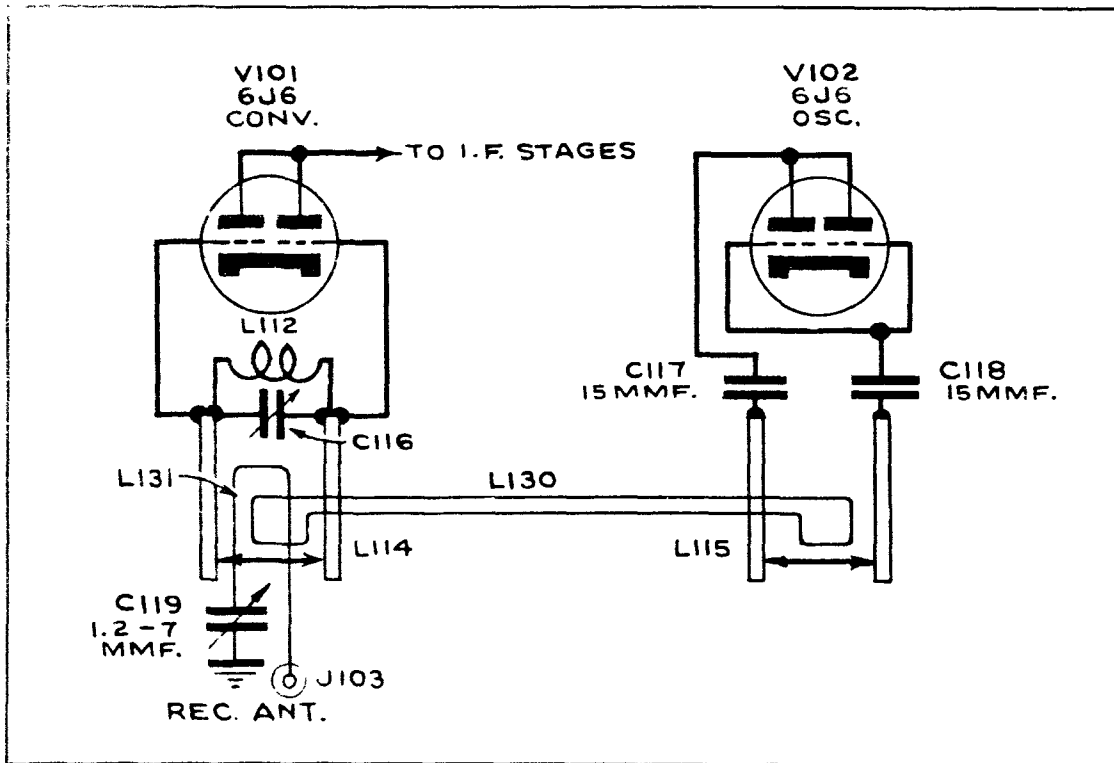 V101
6J6
CONV.
V102
6J6
OSC.
TO I.F. STAGES
L112
C117
15 MMF.
C118
15 MMF.
C116
L131
L130
L114
L115
C119
1.2-7
MMF.
J103
REC. ANT.